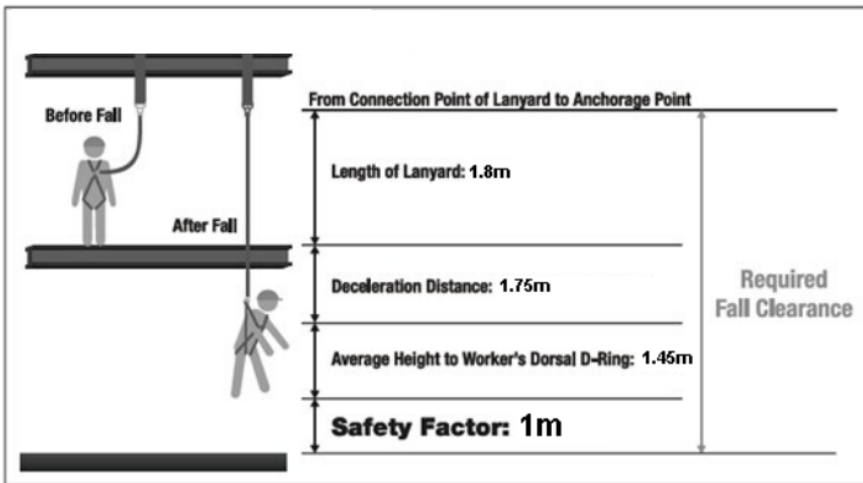 From Connection Point of Lanyard to Anchorage Point
Before Fall
Length of Lanyard: 1.8m
After Fall
Deceleration Distance: 1.75m
Required
Fall Clearance
Average Height to Worker's Dorsal D-Ring: 1.45m
Safety Factor: 1m